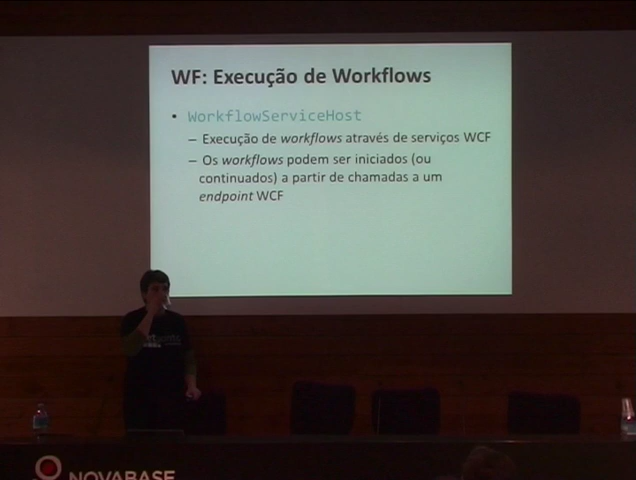 WF: Execução de Workflows
• WorkflowServiceHost
– Execução de workflows através de serviços WCF
– Os workflows podem ser iniciados (ou
continuados) a partir de chamadas a um
endpoint WCF
NOVABASE